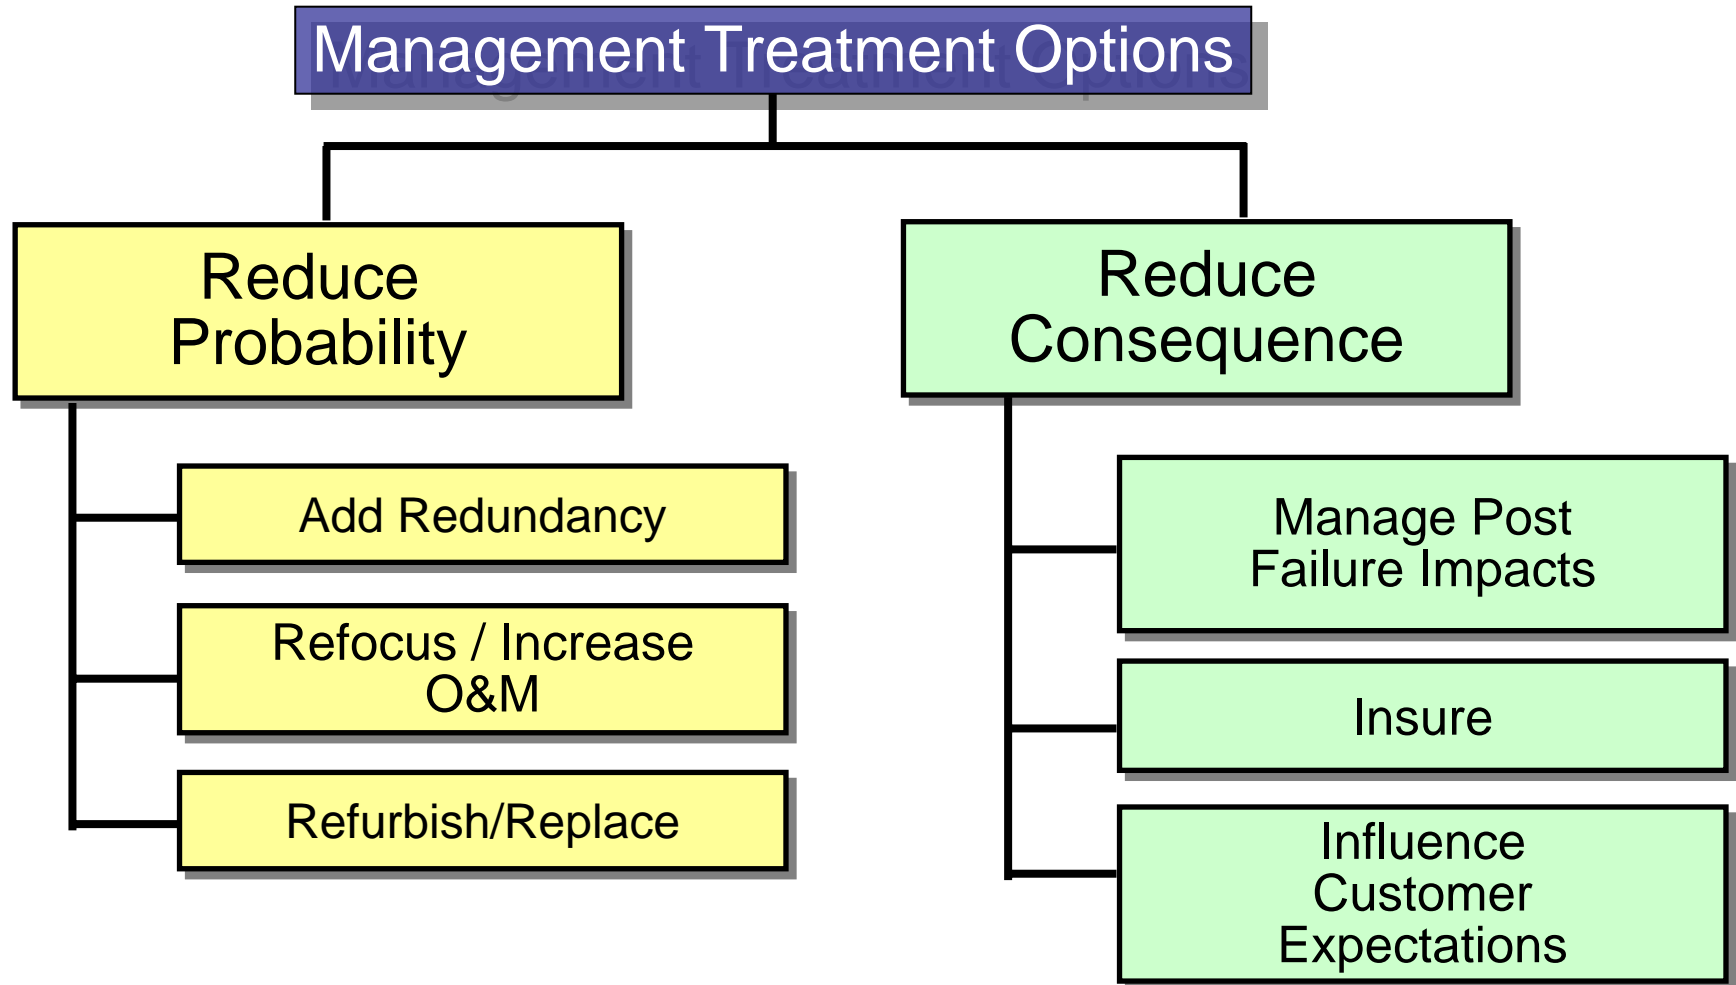 Management Treatment Options
Reduce
Probability
Add Redundancy
Refocus / Increase
O&M
Refurbish/Replace
Reduce
Consequence
Manage Post
Failure Impacts
Insure
Influence
Customer
Expectations